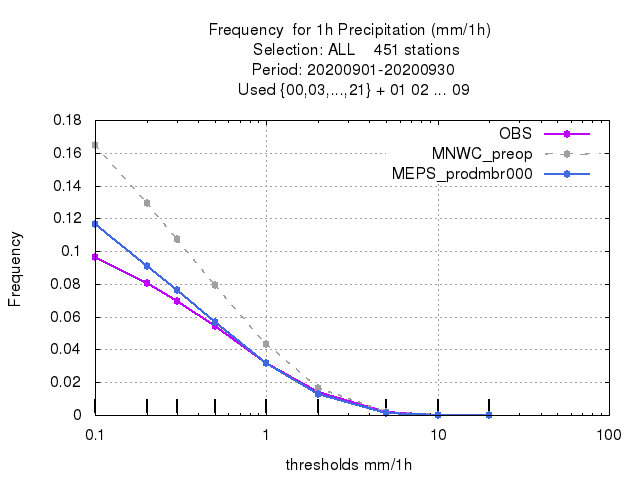 Frequency  for 1h Precipitation (mm/1h)
Selection: ALL    451 stations
Period: 20200901-20200930
Used {00,03,...,21} + 01 02 ... 09
OBS
MNWC_preop
MEPS_prodmbr000
0.18
0.16
0.14
0.12
0.1
0.08
0.06
0.04
0.02
0
Frequency
0.1 1 10 100
thresholds mm/1h